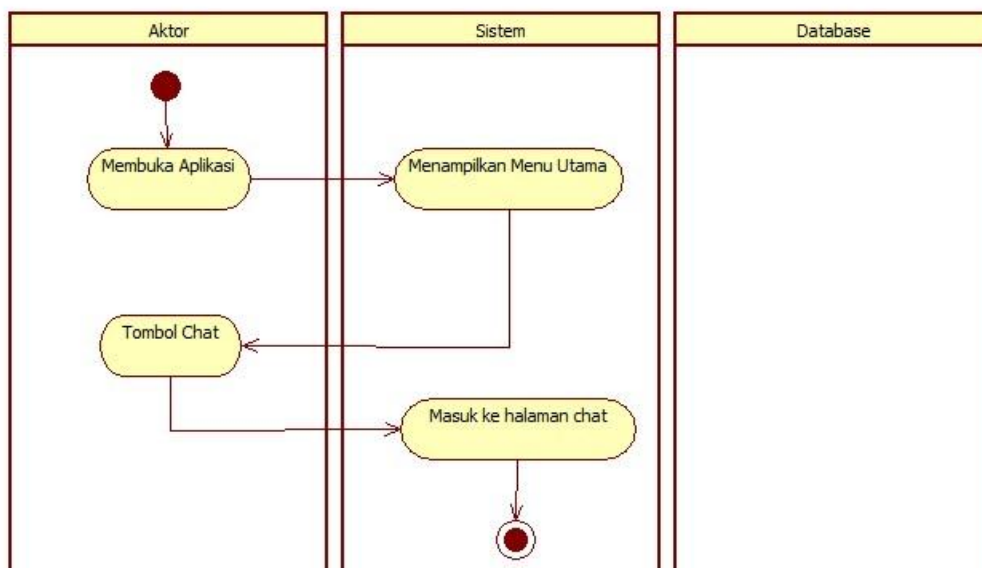 Aktor
Sistem
Database
Membuka Aplikasi
Menampilkan Menu Utama
Tombol Chat
Masuk ke halaman chat